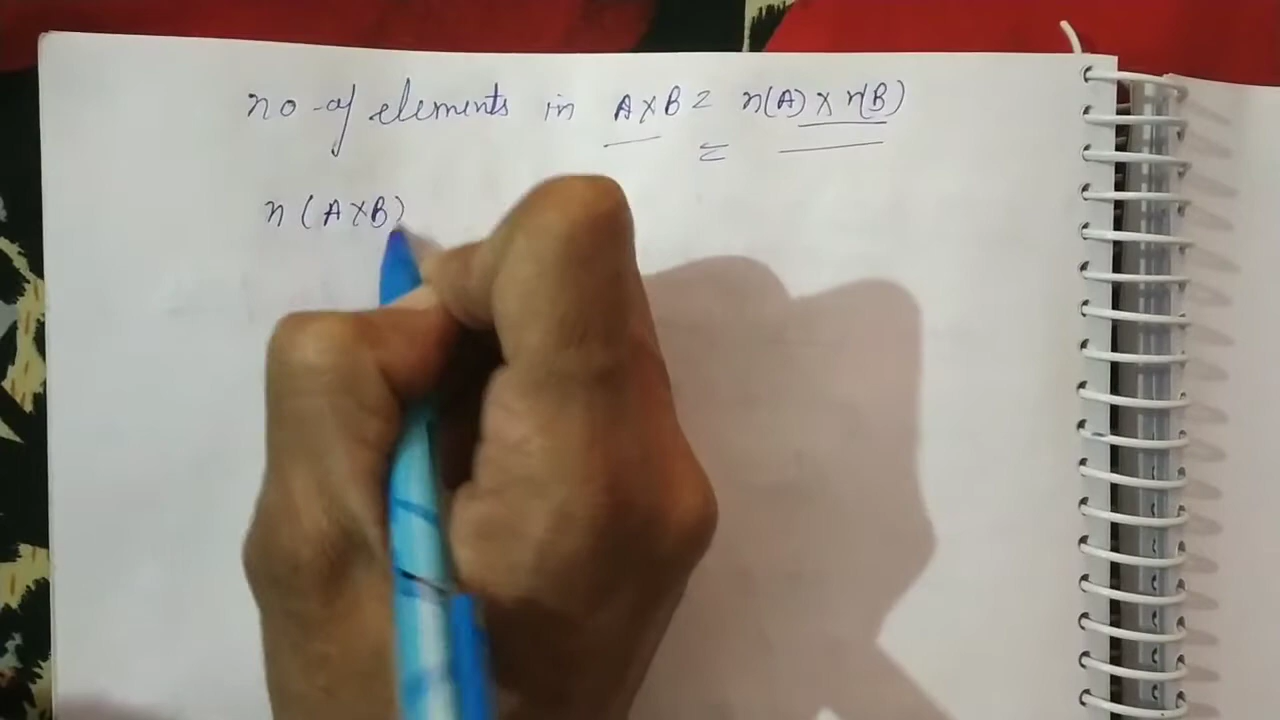 no of elements in A×B = n(A) × n(B)
=
n (A×B)